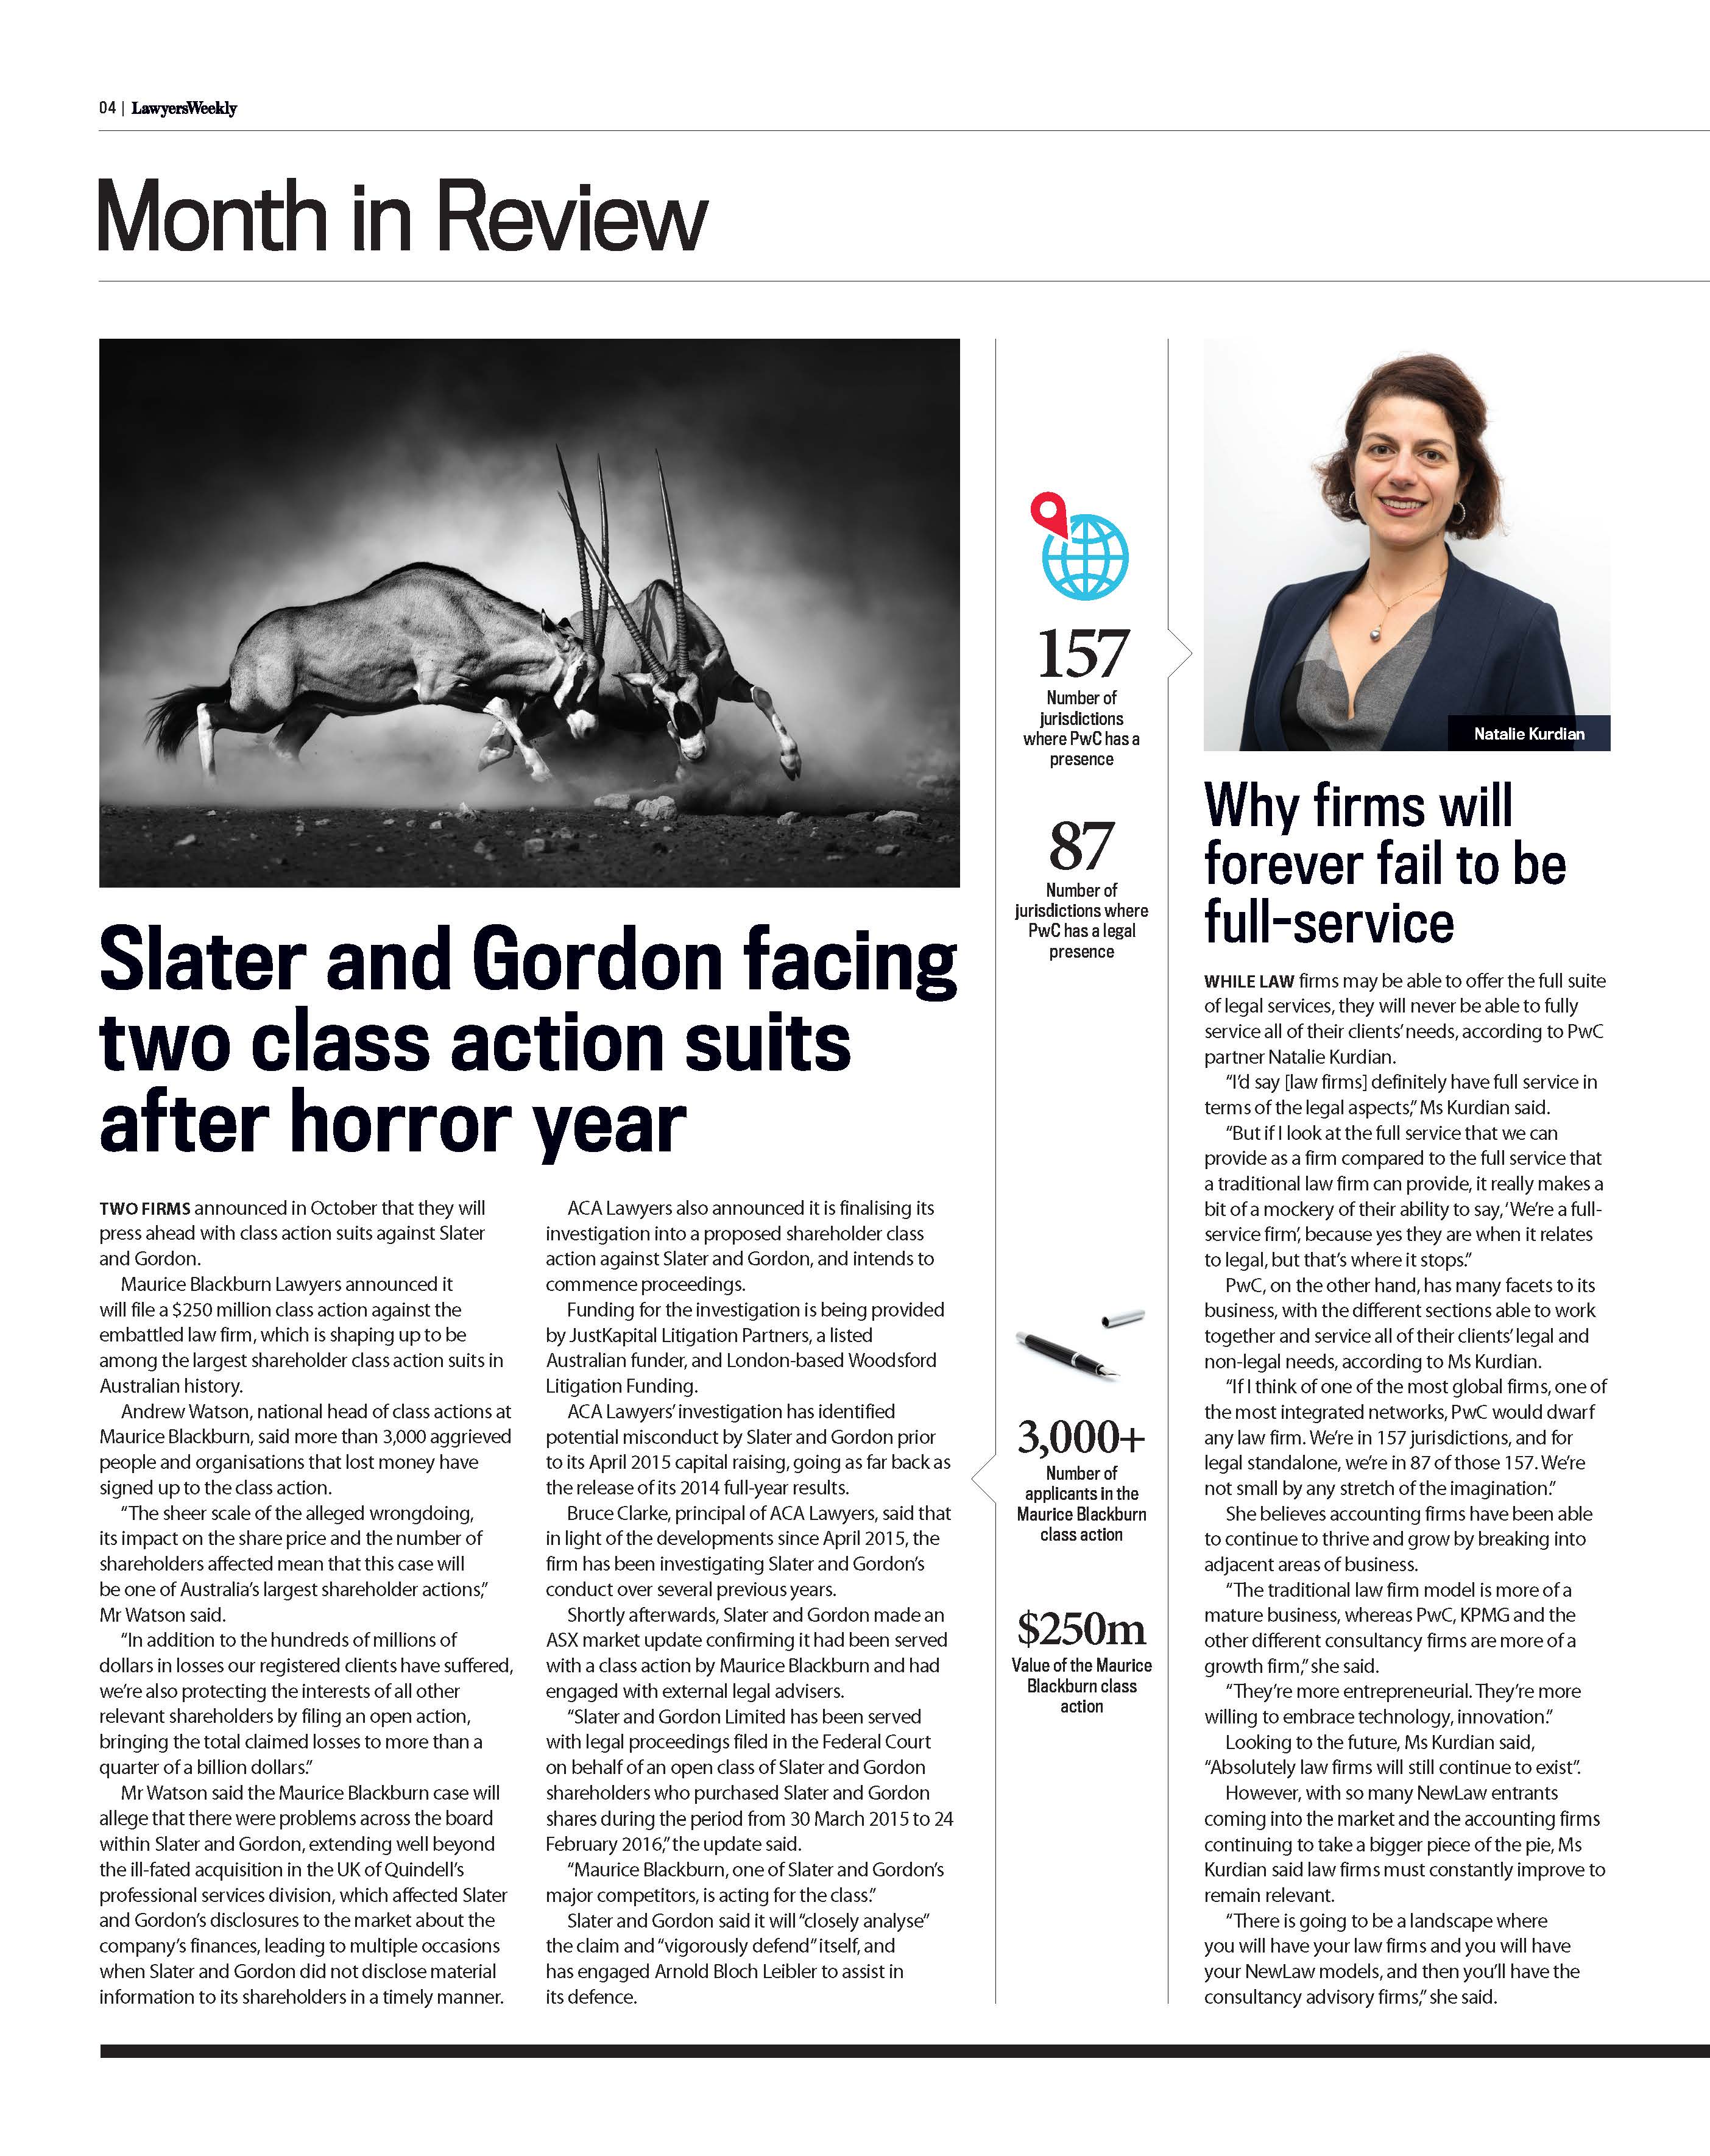 04 | LawyersWeekly
Month in Review
Slater and Gordon facing
two class action suits
after horror year
TWO FIRMS announced in October that they will
press ahead with class action suits against Slater
and Gordon.
Maurice Blackburn Lawyers announced it
will file a $250 million class action against the
embattled law firm, which is shaping up to be
among the largest shareholder class action suits in
Australian history.
Andrew Watson, national head of class actions at
Maurice Blackburn, said more than 3,000 aggrieved
people and organisations that lost money have
signed up to the class action.
“The sheer scale of the alleged wrongdoing,
its impact on the share price and the number of
shareholders affected mean that this case will
be one of Australia’s largest shareholder actions,”
Mr Watson said.
“In addition to the hundreds of millions of
dollars in losses our registered clients have suffered,
we’re also protecting the interests of all other
relevant shareholders by filing an open action,
bringing the total claimed losses to more than a
quarter of a billion dollars.”
Mr Watson said the Maurice Blackburn case will
allege that there were problems across the board
within Slater and Gordon, extending well beyond
the ill-fated acquisition in the UK of Quindell’s
professional services division, which affected Slater
and Gordon’s disclosures to the market about the
company’s finances, leading to multiple occasions
when Slater and Gordon did not disclose material
information to its shareholders in a timely manner.
ACA Lawyers also announced it is finalising its
investigation into a proposed shareholder class
action against Slater and Gordon, and intends to
commence proceedings.
Funding for the investigation is being provided
by JustKapital Litigation Partners, a listed
Australian funder, and London-based Woodsford
Litigation Funding.
ACA Lawyers’ investigation has identified
potential misconduct by Slater and Gordon prior
to its April 2015 capital raising, going as far back as
the release of its 2014 full-year results.
Bruce Clarke, principal of ACA Lawyers, said that
in light of the developments since April 2015, the
firm has been investigating Slater and Gordon’s
conduct over several previous years.
Shortly afterwards, Slater and Gordon made an
ASX market update confirming it had been served
with a class action by Maurice Blackburn and had
engaged with external legal advisers.
“Slater and Gordon Limited has been served
with legal proceedings filed in the Federal Court
on behalf of an open class of Slater and Gordon
shareholders who purchased Slater and Gordon
shares during the period from 30 March 2015 to 24
February 2016,” the update said.
“Maurice Blackburn, one of Slater and Gordon’s
major competitors, is acting for the class.”
Slater and Gordon said it will “closely analyse”
the claim and “vigorously defend” itself, and
has engaged Arnold Bloch Leibler to assist in
its defence.
157
Number of
jurisdictions
where PwC has a
presence
87
Number of
jurisdictions where
PwC has a legal
presence
3,000+
Number of
applicants in the
Maurice Blackburn
class action
$250m
Value of the Maurice
Blackburn class
action
Natalie Kurdian
Why firms will
forever fail to be
full-service
WHILE LAW firms may be able to offer the full suite
of legal services, they will never be able to fully
service all of their clients’ needs, according to PwC
partner Natalie Kurdian.
“I’d say [law firms] definitely have full service in
terms of the legal aspects,” Ms Kurdian said.
“But if I look at the full service that we can
provide as a firm compared to the full service that
a traditional law firm can provide, it really makes a
bit of a mockery of their ability to say, ‘We’re a full-
service firm’, because yes they are when it relates
to legal, but that’s where it stops.”
PwC, on the other hand, has many facets to its
business, with the different sections able to work
together and service all of their clients’ legal and
non-legal needs, according to Ms Kurdian.
“If I think of one of the most global firms, one of
the most integrated networks, PwC would dwarf
any law firm. We’re in 157 jurisdictions, and for
legal standalone, we’re in 87 of those 157. We’re
not small by any stretch of the imagination.”
She believes accounting firms have been able
to continue to thrive and grow by breaking into
adjacent areas of business.
“The traditional law firm model is more of a
mature business, whereas PwC, KPMG and the
other different consultancy firms are more of a
growth firm,” she said.
“They’re more entrepreneurial. They’re more
willing to embrace technology, innovation.”
Looking to the future, Ms Kurdian said,
“Absolutely law firms will still continue to exist”.
However, with so many NewLaw entrants
coming into the market and the accounting firms
continuing to take a bigger piece of the pie, Ms
Kurdian said law firms must constantly improve to
remain relevant.
“There is going to be a landscape where
you will have your law firms and you will have
your NewLaw models, and then you’ll have the
consultancy advisory firms,” she said.